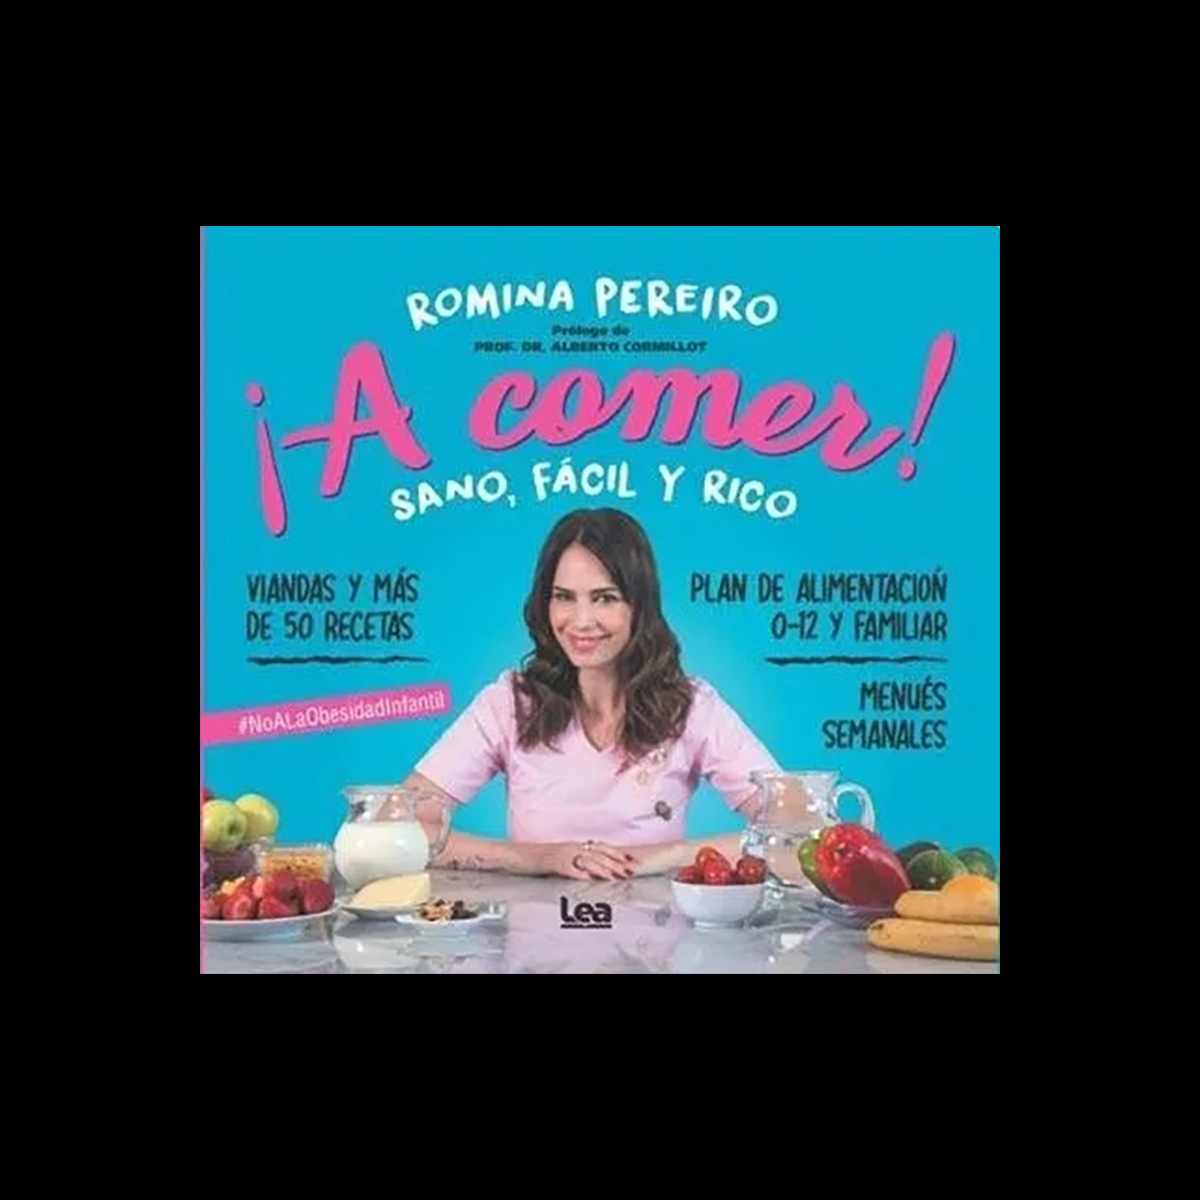 ROMINA PEREIRO
Prólogo de
PROF. DR. ALBERTO CORMILLOT
¡A comer!
SANO, FÁCIL Y RICO
VIANDAS Y MÁS
DE 50 RECETAS
#NoALaObesidadInfantil
PLAN DE ALIMENTACIÓN
0-12 Y FAMILIAR
MENUÉS
SEMANALES
Lea